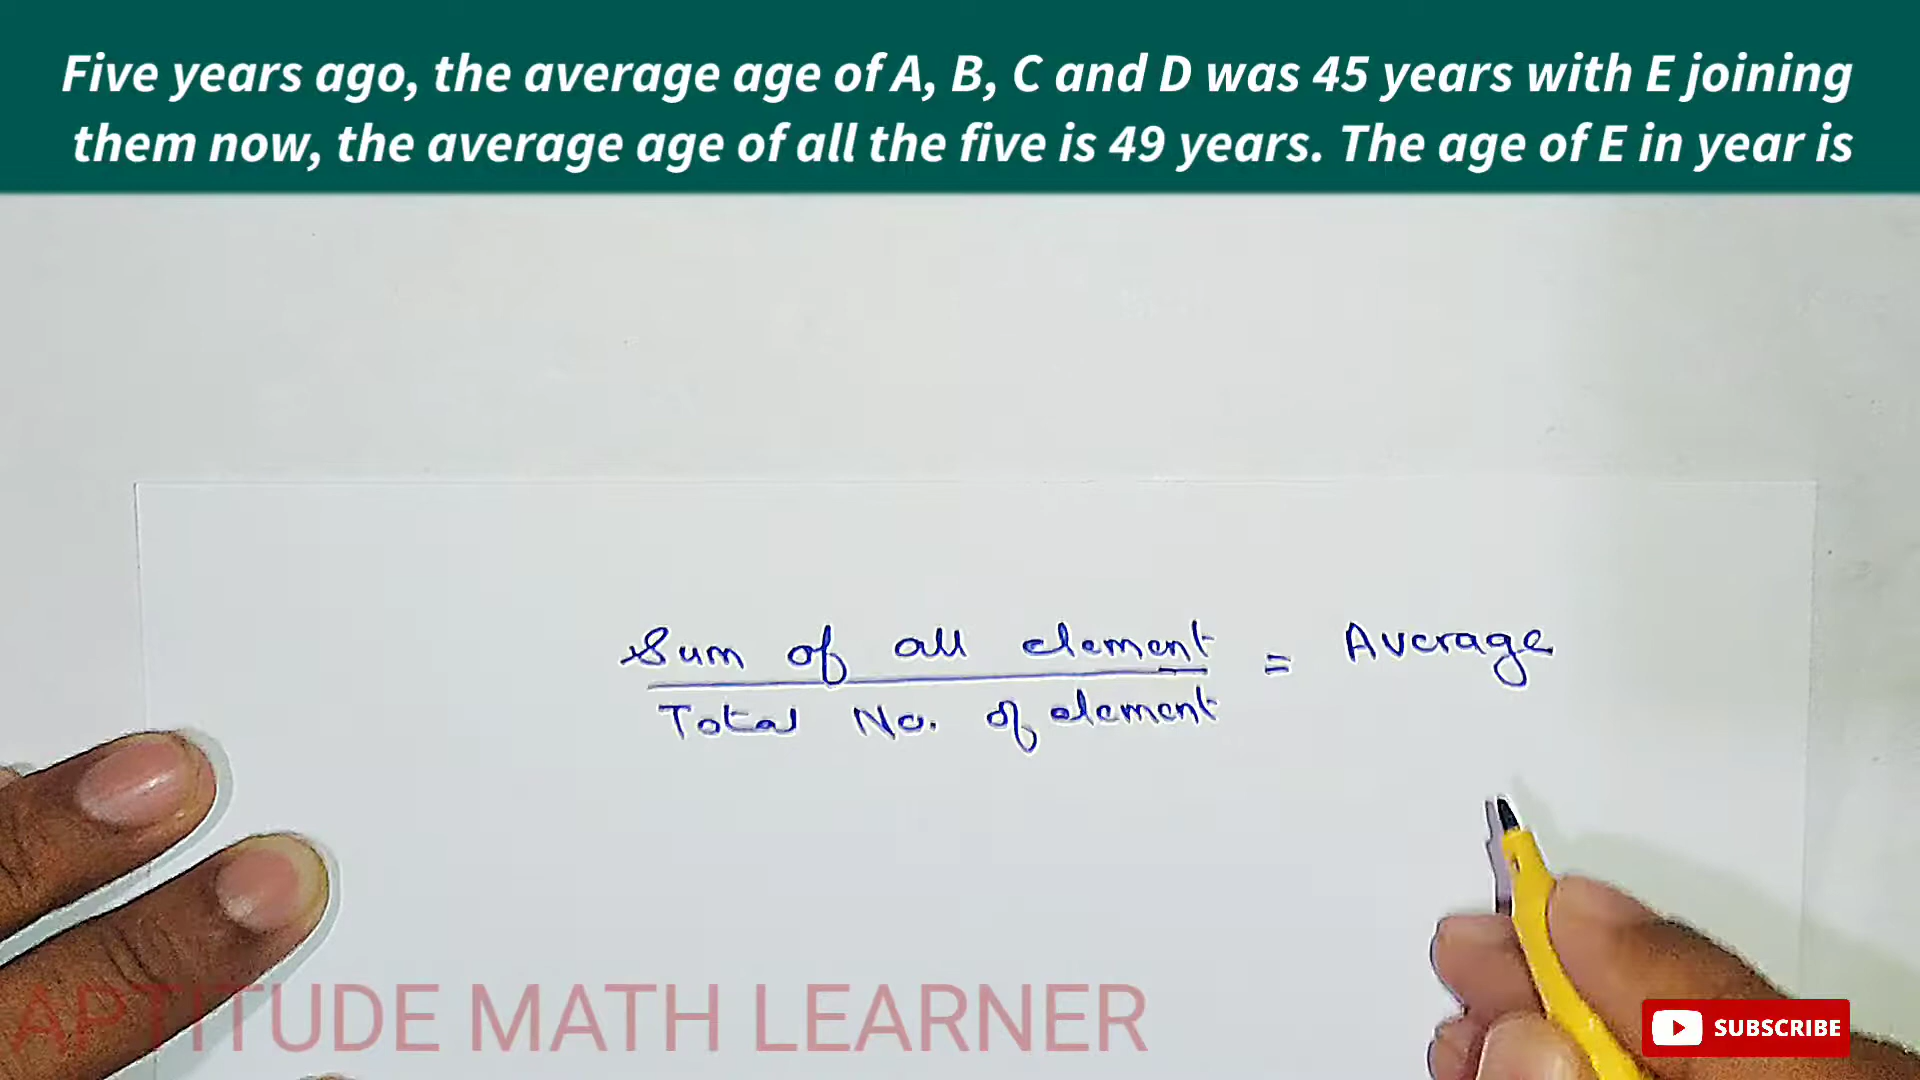 Five years ago, the average age of A, B, C and D was 45 years with E joining
them now, the average age of all the five is 49 years. The age of E in year is
Sum of all element = Average
Total No. of element
APTITUDE MATH LEARNER
SUBSCRIBE